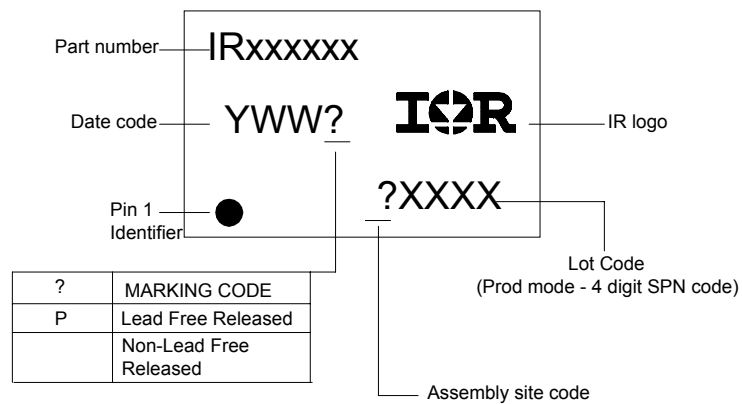 Part number
IRxxxxxx
Date code
YWW?
IOR
IR logo
?XXXX
Pin 1
Identifier
Lot Code
(Prod mode - 4 digit SPN code)
? MARKING CODE
P Lead Free Released
Non-Lead Free
Released
Assembly site code